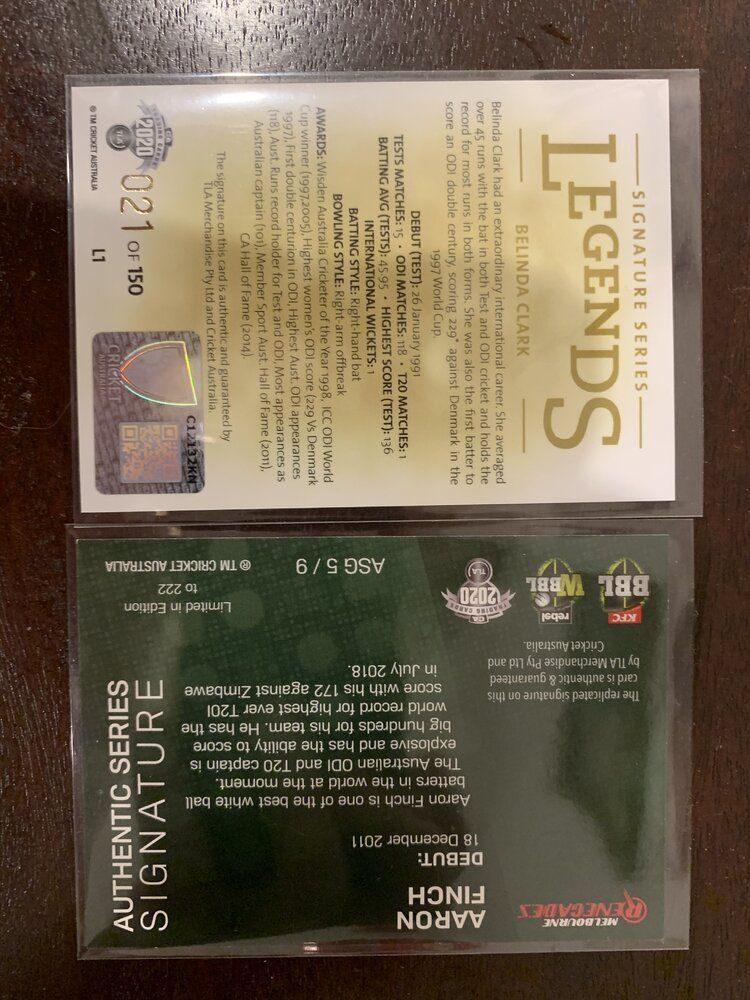 SIGNATURE SERIES
LEGENDS
BELINDA CLARK
Belinda Clark had an extraordinary international career. She averaged
over 45 runs with the bat in both Test and ODI cricket and holds the
record for most runs in both forms. She was also the first batter to
score an ODI double century, scoring 229* against Denmark in the
1997 World Cup.
DEBUT (TEST): 26 January 1991
TESTS MATCHES: 15 • ODI MATCHES: 118 • T20 MATCHES: 1
BATTING AVG (TESTS): 45.95 • HIGHEST SCORE (TEST): 136
INTERNATIONAL WICKETS: 1
BATTING STYLE: Right-hand bat
BOWLING STYLE: Right-arm offbreak
AWARDS: Wisden Australia Cricketer of the Year 1998, ICC ODI World
Cup winner (1997,2005), Highest women's ODI score (229 Vs Denmark
1997), First double centurion in ODI, Highest Aust. ODI appearances
(118), Aust. Runs record holder for Test and ODI, Most appearances as
Australian captain (101), Member Sport Aust. Hall of Fame (2011),
CA Hall of Fame (2014).
The signature on this card is authentic and guaranteed by
TLA Merchandise Pty Ltd and Cricket Australia.
CA
TRADING CARDS
2020
TLA
021 OF 150
CRICKET
AUSTRALIA
C12132KN
® TM CRICKET AUSTRALIA
L1
AUTHENTIC SERIES
SIGNATURE
MELBOURNE
RENEGADES
AARON
FINCH
DEBUT:
18 December 2011
Aaron Finch is one of the best white ball
batters in the world at the moment.
The Australian ODI and T20 captain is
explosive and has the ability to score
big hundreds for his team. He has the
world record for highest ever T20I
score with his 172 against Zimbawe
in July 2018.
The replicated signature on this
card is authentic & guaranteed
by TLA Merchandise Pty Ltd and
Cricket Australia.
KFC
BBL
rebel
WBBL
CA
TRADING CARDS
2020
TLA
Limited in Edition
to 222
ASG 5 / 9
® TM CRICKET AUSTRALIA